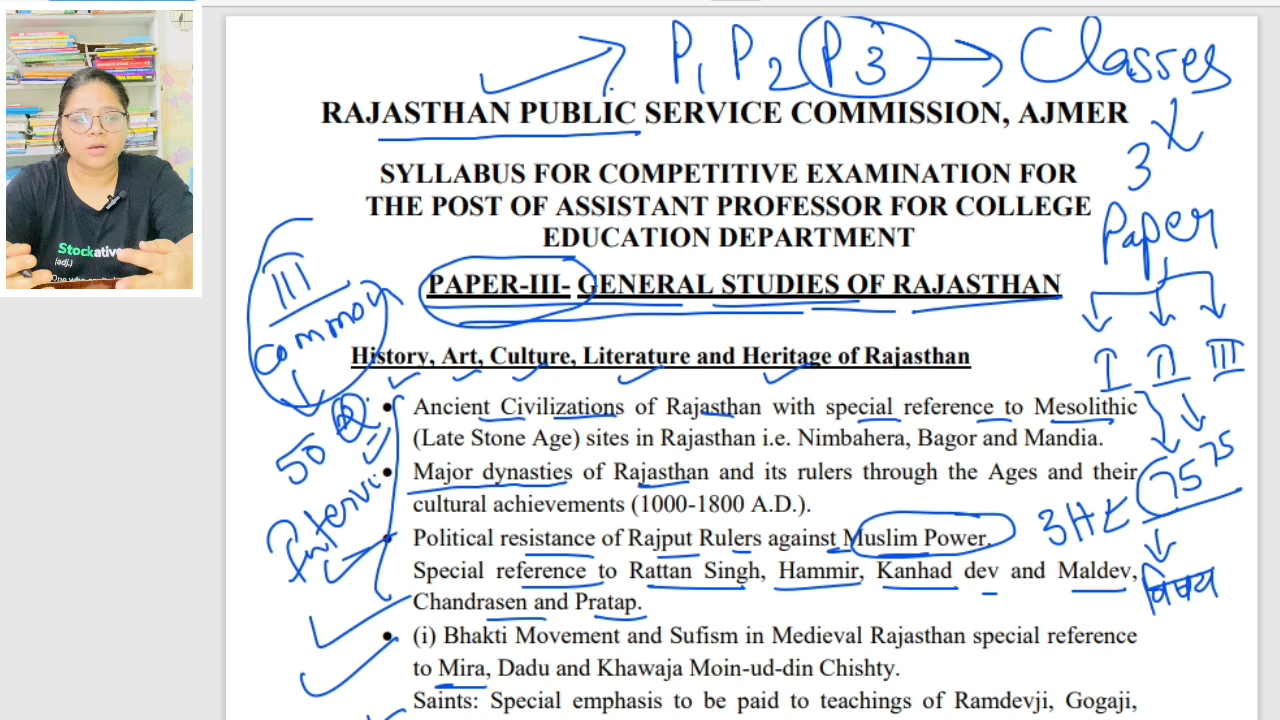 P1 P2 P3 → Classes
RAJASTHAN PUBLIC SERVICE COMMISSION, AJMER
3
SYLLABUS FOR COMPETITIVE EXAMINATION FOR
THE POST OF ASSISTANT PROFESSOR FOR COLLEGE
EDUCATION DEPARTMENT
Paper
Stockative
(adj.)
III
common
PAPER-III- GENERAL STUDIES OF RAJASTHAN
I II III
History, Art, Culture, Literature and Heritage of Rajasthan
50 Q
• Ancient Civilizations of Rajasthan with special reference to Mesolithic
(Late Stone Age) sites in Rajasthan i.e. Nimbahera, Bagor and Mandia.
• Major dynasties of Rajasthan and its rulers through the Ages and their
cultural achievements (1000-1800 A.D.).
75 75
Intervi
• Political resistance of Rajput Rulers against Muslim Power.
Special reference to Rattan Singh, Hammir, Kanhad dev and Maldev,
Chandrasen and Pratap.
• (i) Bhakti Movement and Sufism in Medieval Rajasthan special reference
to Mira, Dadu and Khawaja Moin-ud-din Chishty.
Saints: Special emphasis to be paid to teachings of Ramdevji, Gogaji,